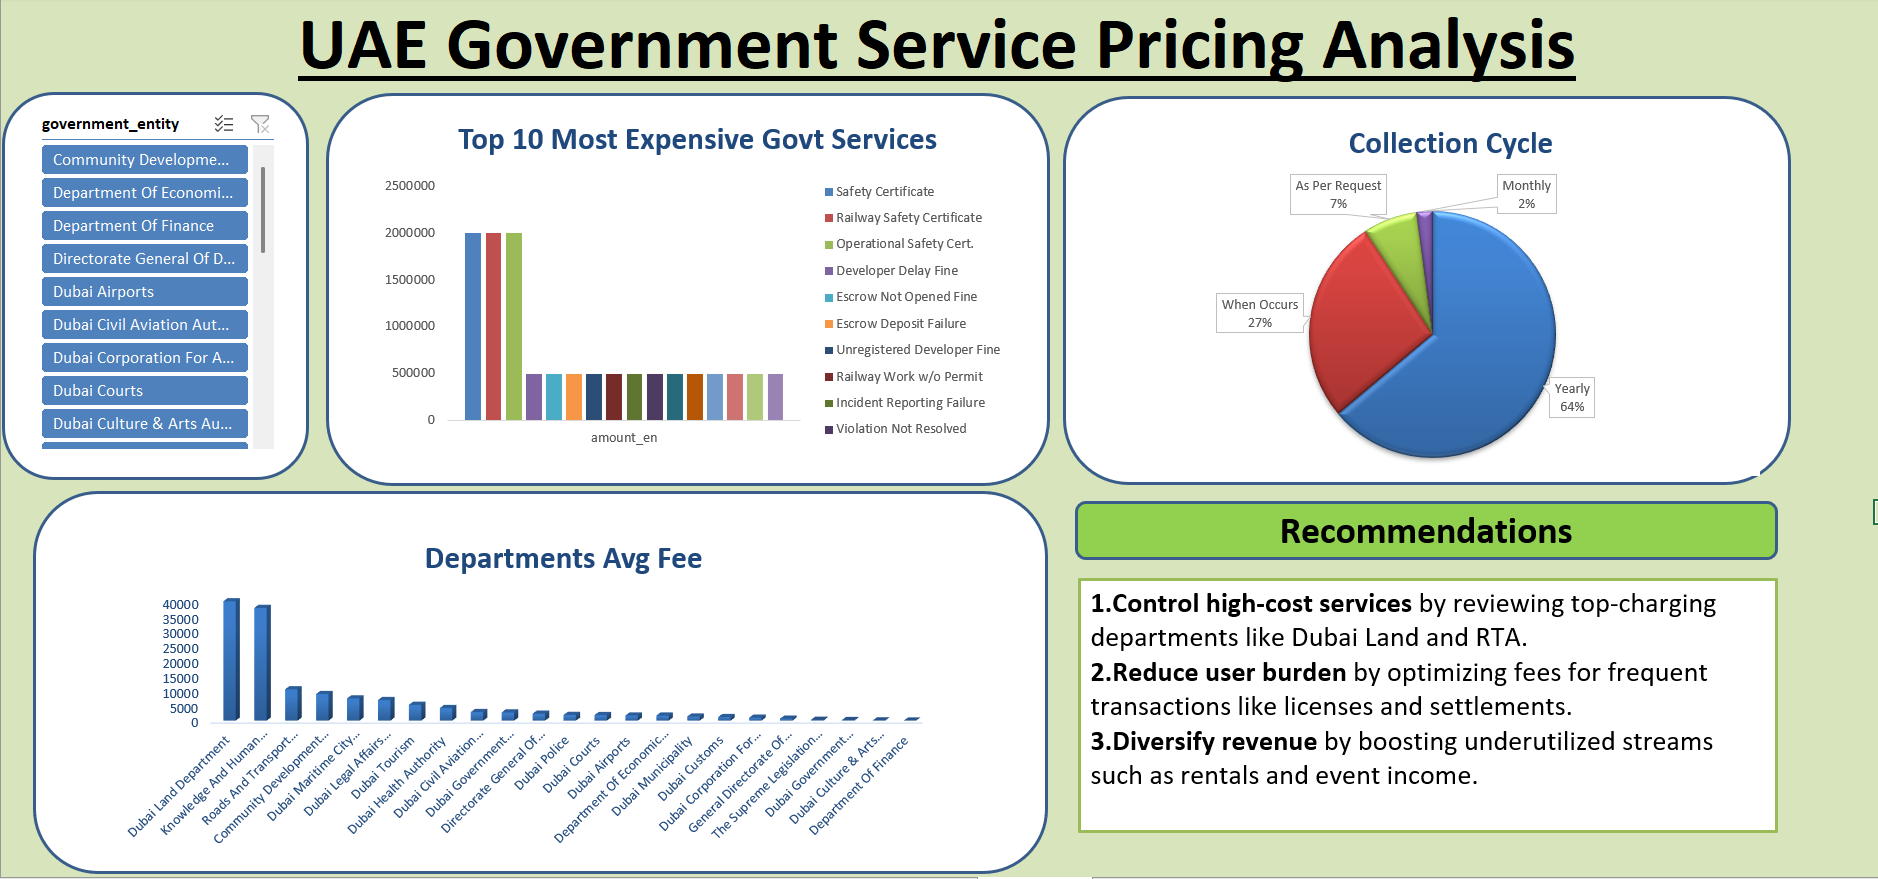 UAE Government Service Pricing Analysis
government_entity
Community Developme...
Department Of Economi...
Department Of Finance
Directorate General Of D...
Dubai Airports
Dubai Civil Aviation Aut...
Dubai Corporation For A...
Dubai Courts
Dubai Culture & Arts Au...
Top 10 Most Expensive Govt Services
2500000
2000000
1500000
1000000
500000
0
amount_en
Safety Certificate
Railway Safety Certificate
Operational Safety Cert.
Developer Delay Fine
Escrow Not Opened Fine
Escrow Deposit Failure
Unregistered Developer Fine
Railway Work w/o Permit
Incident Reporting Failure
Violation Not Resolved
Collection Cycle
As Per Request
7%
Monthly
2%
When Occurs
27%
Yearly
64%
Departments Avg Fee
40000
35000
30000
25000
20000
15000
10000
5000
0
Dubai Land Department
Knowledge And Human...
Roads And Transport...
Community Development...
Dubai Maritime City...
Dubai Legal Affairs...
Dubai Tourism
Dubai Health Authority
Dubai Civil Aviation...
Dubai Government...
Directorate General Of...
Dubai Police
Dubai Courts
Dubai Airports
Department Of Economic...
Dubai Municipality
Dubai Customs
Dubai Corporation For...
General Directorate Of...
The Supreme Legislation...
Dubai Government...
Dubai Culture & Arts...
Department Of Finance
Recommendations
1.Control high-cost services by reviewing top-charging
departments like Dubai Land and RTA.
2.Reduce user burden by optimizing fees for frequent
transactions like licenses and settlements.
3.Diversify revenue by boosting underutilized streams
such as rentals and event income.